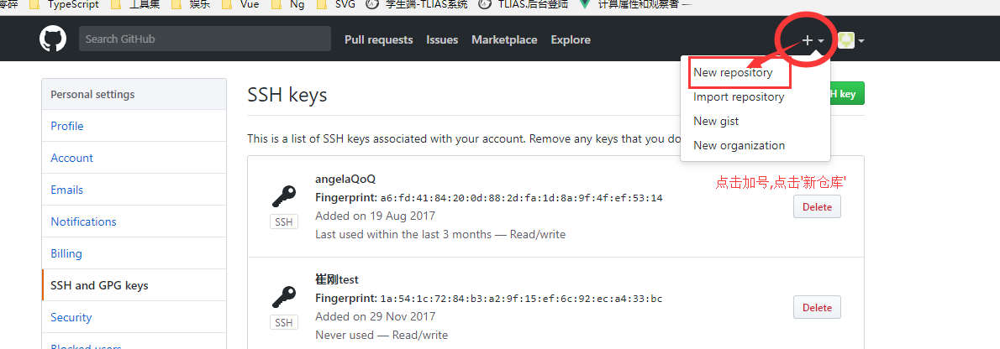 零碎 TypeScript 工具集 娱乐 Vue Ng SVG 学生端-TLIAS系统 TLIAS.后台登陆 计算属性和观察者 —
Search GitHub Pull requests Issues Marketplace Explore
New repository
Import repository
New gist
New organization
Personal settings
Profile
Account
Emails
Notifications
Billing
SSH and GPG keys
Security
Blocked users
SSH keys
H key
This is a list of SSH keys associated with your account. Remove any keys that you do
angelaQoQ
Fingerprint: a6:fd:41:84:20:0d:88:2d:fa:1d:8a:9f:4f:ef:53:14
Added on 19 Aug 2017
Last used within the last 3 months — Read/write
SSH
点击加号,点击'新仓库'
Delete
崔刚test
Fingerprint: 1a:54:1c:72:84:b3:a2:9f:15:ef:6c:92:ec:a4:33:bc
Added on 29 Nov 2017
Never used — Read/write
SSH
Delete